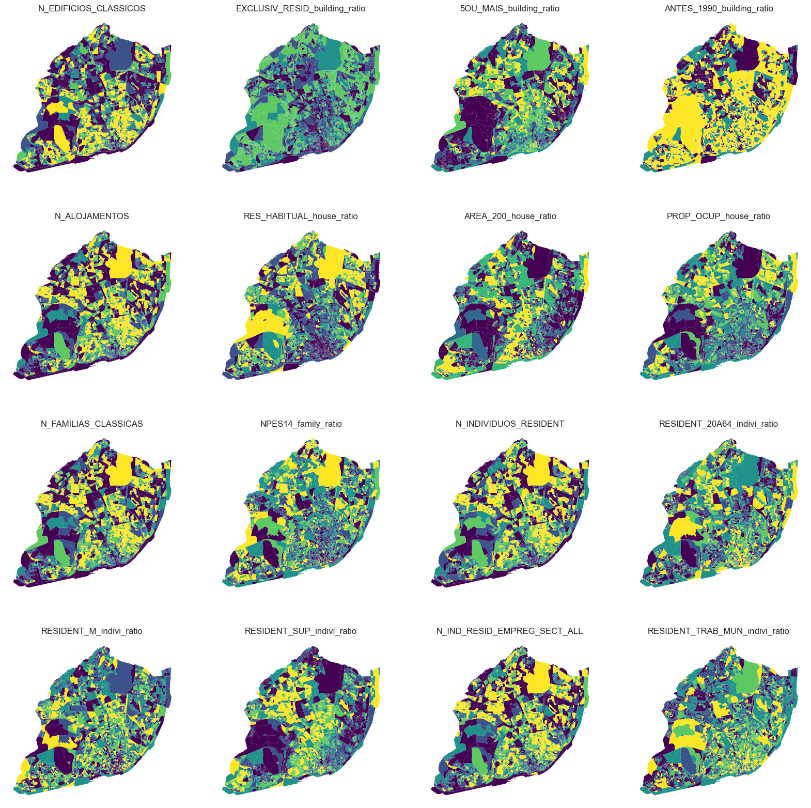 N_EDIFICIOS_CLASSICOS
EXCLUSIV_RESID_building_ratio
5OU_MAIS_building_ratio
ANTES_1990_building_ratio
N_ALOJAMENTOS
RES_HABITUAL_house_ratio
AREA_200_house_ratio
PROP_OCUP_house_ratio
N_FAMILIAS_CLASSICAS
NPES14_family_ratio
N_INDIVIDUOS_RESIDENT
RESIDENT_20A64_indivi_ratio
RESIDENT_M_indivi_ratio
RESIDENT_SUP_indivi_ratio
N_IND_RESID_EMPREG_SECT_ALL
RESIDENT_TRAB_MUN_indivi_ratio